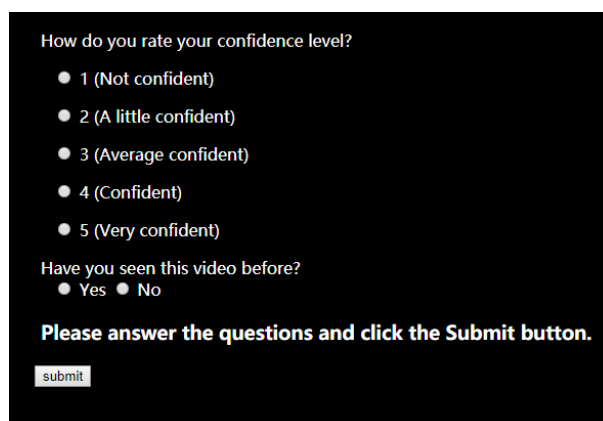 How do you rate your confidence level?
1 (Not confident)
2 (A little confident)
3 (Average confident)
4 (Confident)
5 (Very confident)
Have you seen this video before?
Yes No
Please answer the questions and click the Submit button.
submit